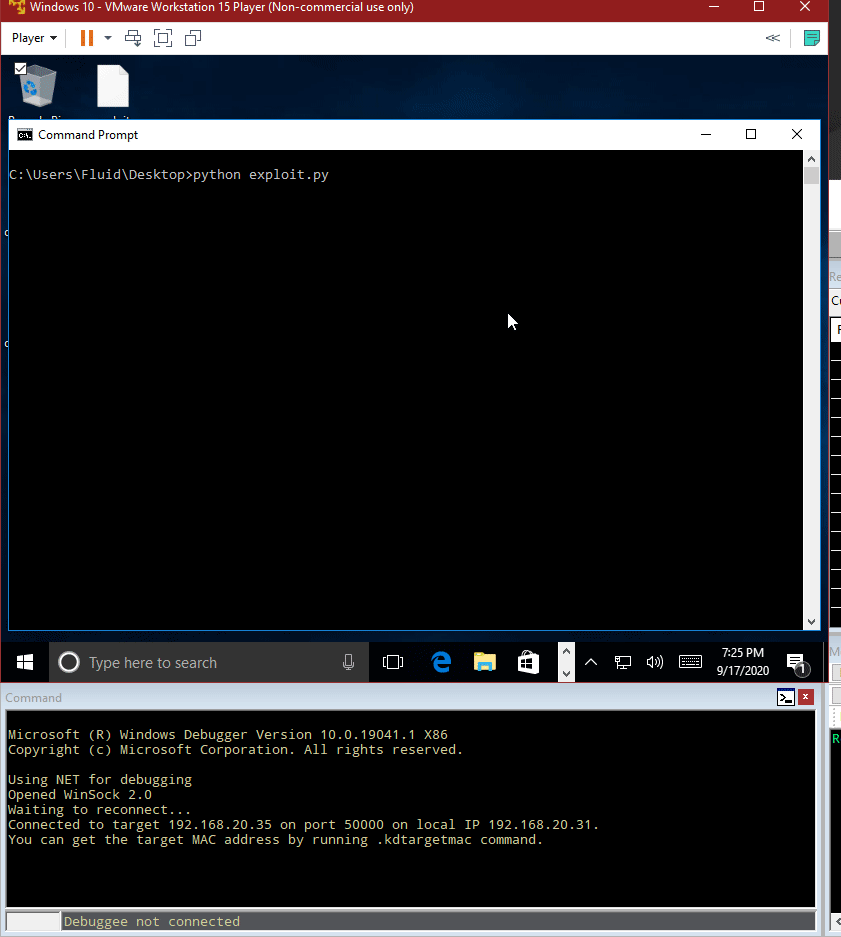 Windows 10 - VMware Workstation 15 Player (Non-commercial use only)
Player
Command Prompt
C:\Users\Fluid\Desktop>python exploit.py
Type here to search
7:25 PM
9/17/2020
1
Command
Microsoft (R) Windows Debugger Version 10.0.19041.1 X86
Copyright (c) Microsoft Corporation. All rights reserved.
Using NET for debugging
Opened WinSock 2.0
Waiting to reconnect...
Connected to target 192.168.20.35 on port 50000 on local IP 192.168.20.31.
You can get the target MAC address by running .kdtargetmac command.
Debuggee not connected